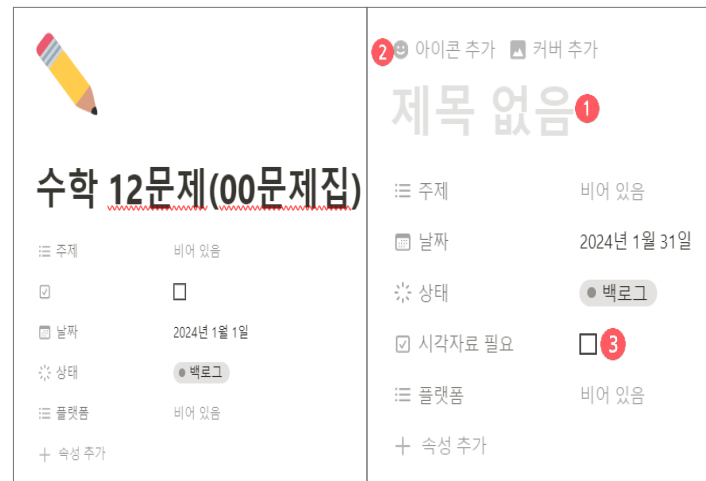 수학 12문제(00문제집)
주제 비어 있음
날짜 2024년 1월 1일
상태 백로그
플랫폼 비어 있음
속성 추가
2 아이콘 추가 커버 추가
제목 없음 1
주제 비어 있음
날짜 2024년 1월 31일
상태 백로그
시각자료 필요 3
플랫폼 비어 있음
속성 추가